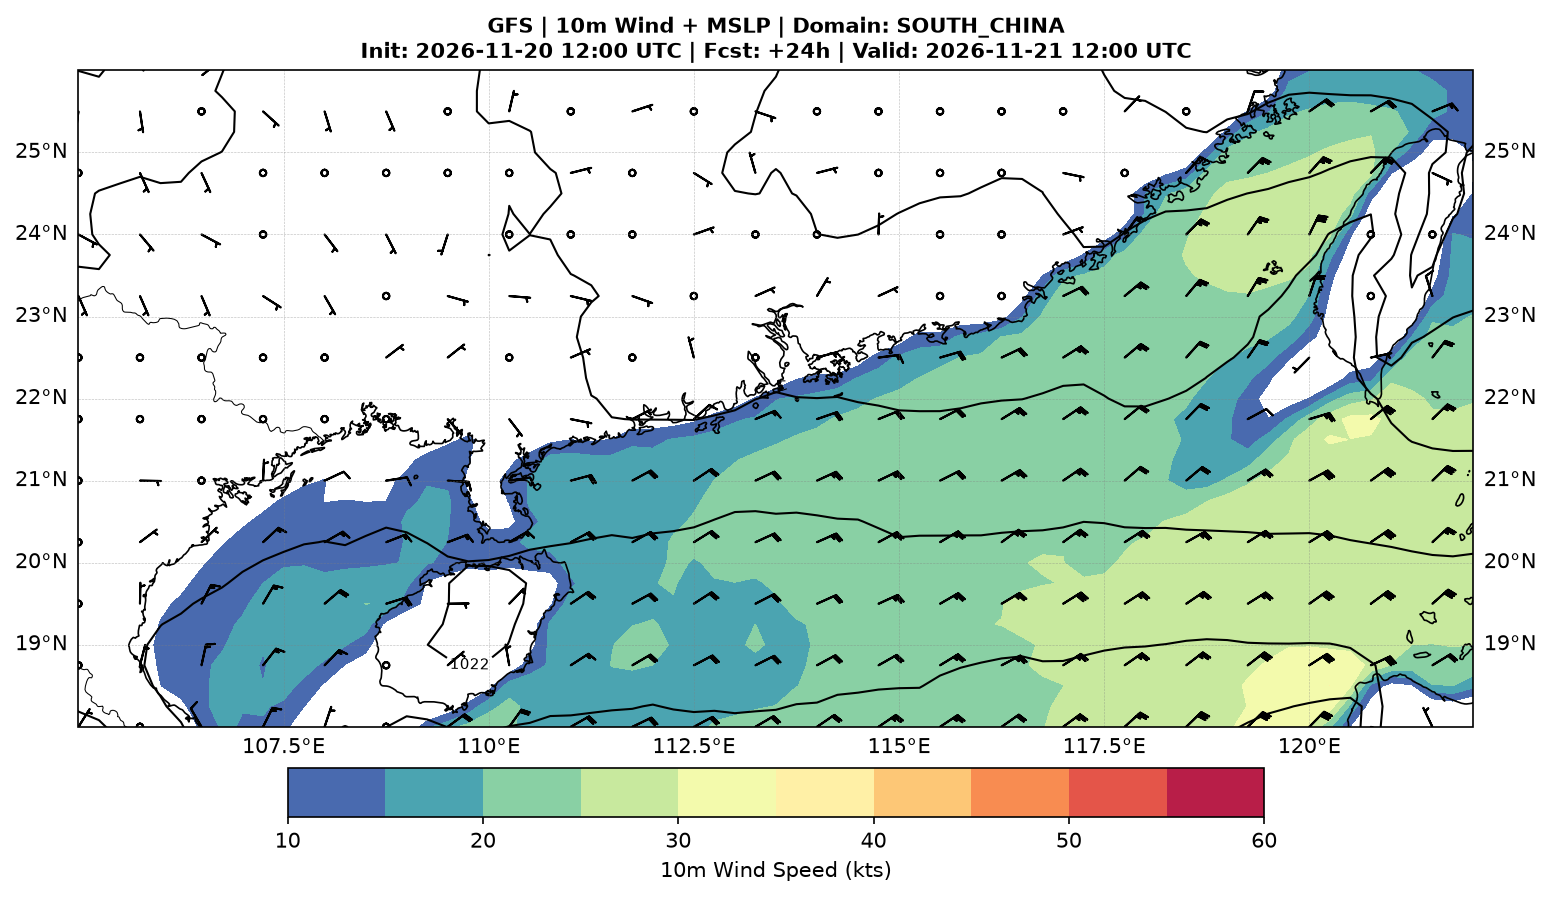 GFS | 10m Wind + MSLP | Domain: SOUTH_CHINA
Init: 2026-11-20 12:00 UTC | Fcst: +24h | Valid: 2026-11-21 12:00 UTC
25°N 25°N
24°N 24°N
23°N 23°N
22°N 22°N
21°N 21°N
20°N 20°N
19°N 19°N
1022
107.5°E 110°E 112.5°E 115°E 117.5°E 120°E
10 20 30 40 50 60
10m Wind Speed (kts)